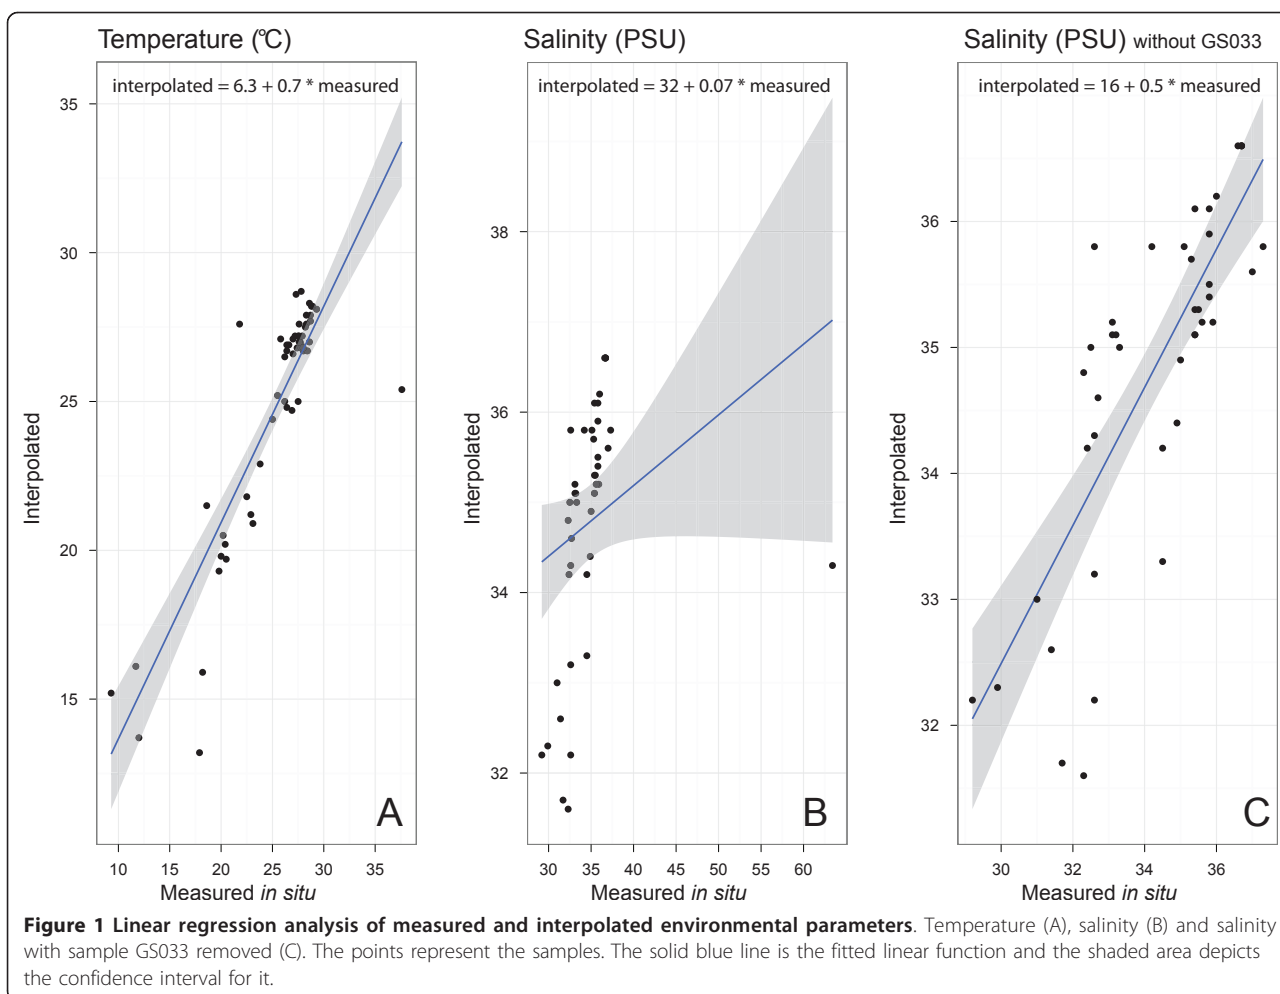 Temperature (℃)
interpolated = 6.3 + 0.7 * measured
35
30
25
20
15
Interpolated
A
10 15 20 25 30 35
Measured in situ
Salinity (PSU)
interpolated = 32 + 0.07 * measured
38
36
34
32
Interpolated
B
30 35 40 45 50 55 60
Measured in situ
Salinity (PSU) without GS033
interpolated = 16 + 0.5 * measured
36
35
34
33
32
Interpolated
C
30 32 34 36
Measured in situ
Figure 1 Linear regression analysis of measured and interpolated environmental parameters. Temperature (A), salinity (B) and salinity
with sample GS033 removed (C). The points represent the samples. The solid blue line is the fitted linear function and the shaded area depicts
the confidence interval for it.